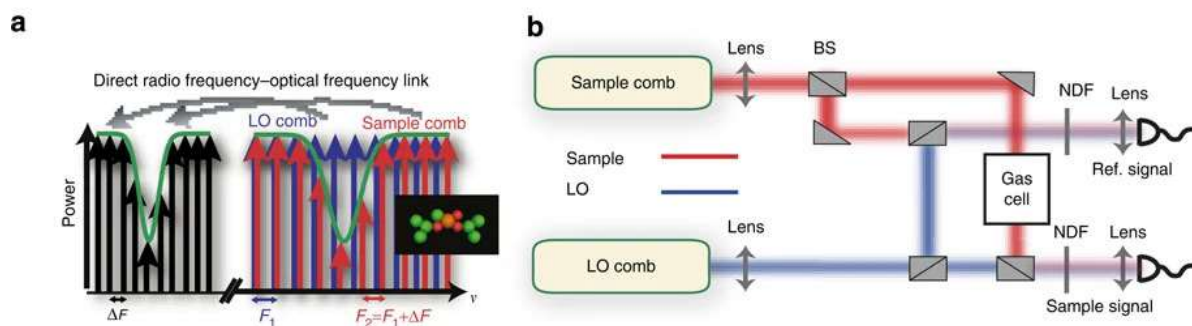 a
Direct radio frequency–optical frequency link
LO comb
Sample comb
Power
ΔF
F₁
F₂=F₁+ΔF
ν
b
Lens
BS
Sample comb
NDF
Lens
Sample
LO
Ref. signal
Gas
cell
Lens
NDF
Lens
LO comb
Sample signal